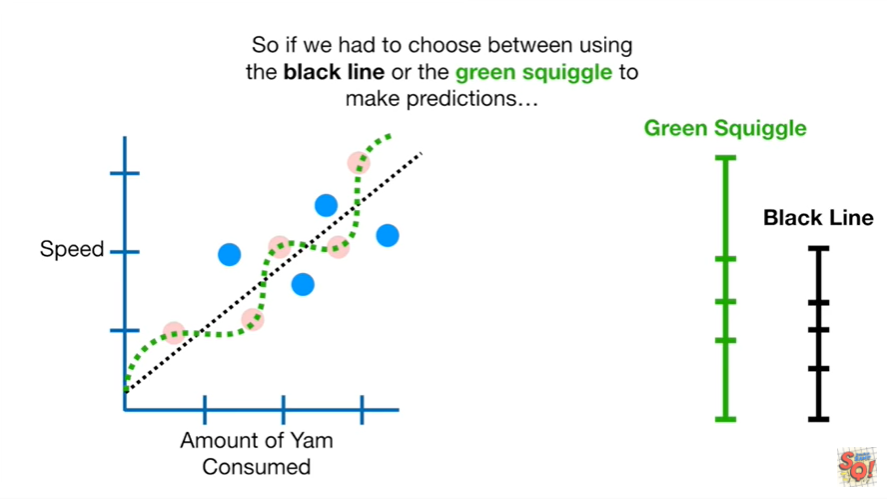 So if we had to choose between using
the black line or the green squiggle to
make predictions…
Green Squiggle
Black Line
Speed
Amount of Yam
Consumed
SQ!